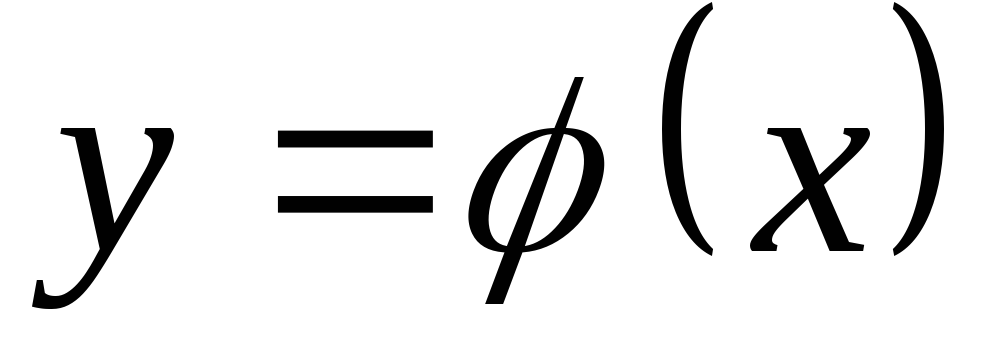 y = ϕ(x)